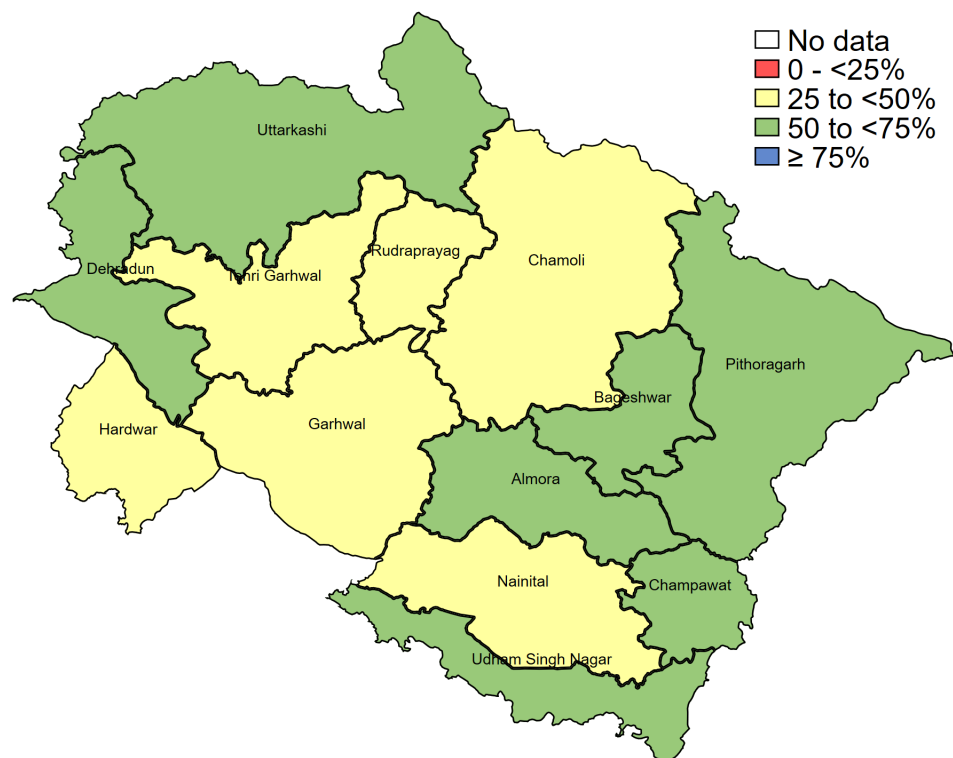 No data
0 - <25%
25 to <50%
50 to <75%
≥ 75%
Uttarkashi
Rudraprayag
Chamoli
Dehradun
Tehri Garhwal
Pithoragarh
Bageshwar
Garhwal
Hardwar
Almora
Nainital
Champawat
Udham Singh Nagar